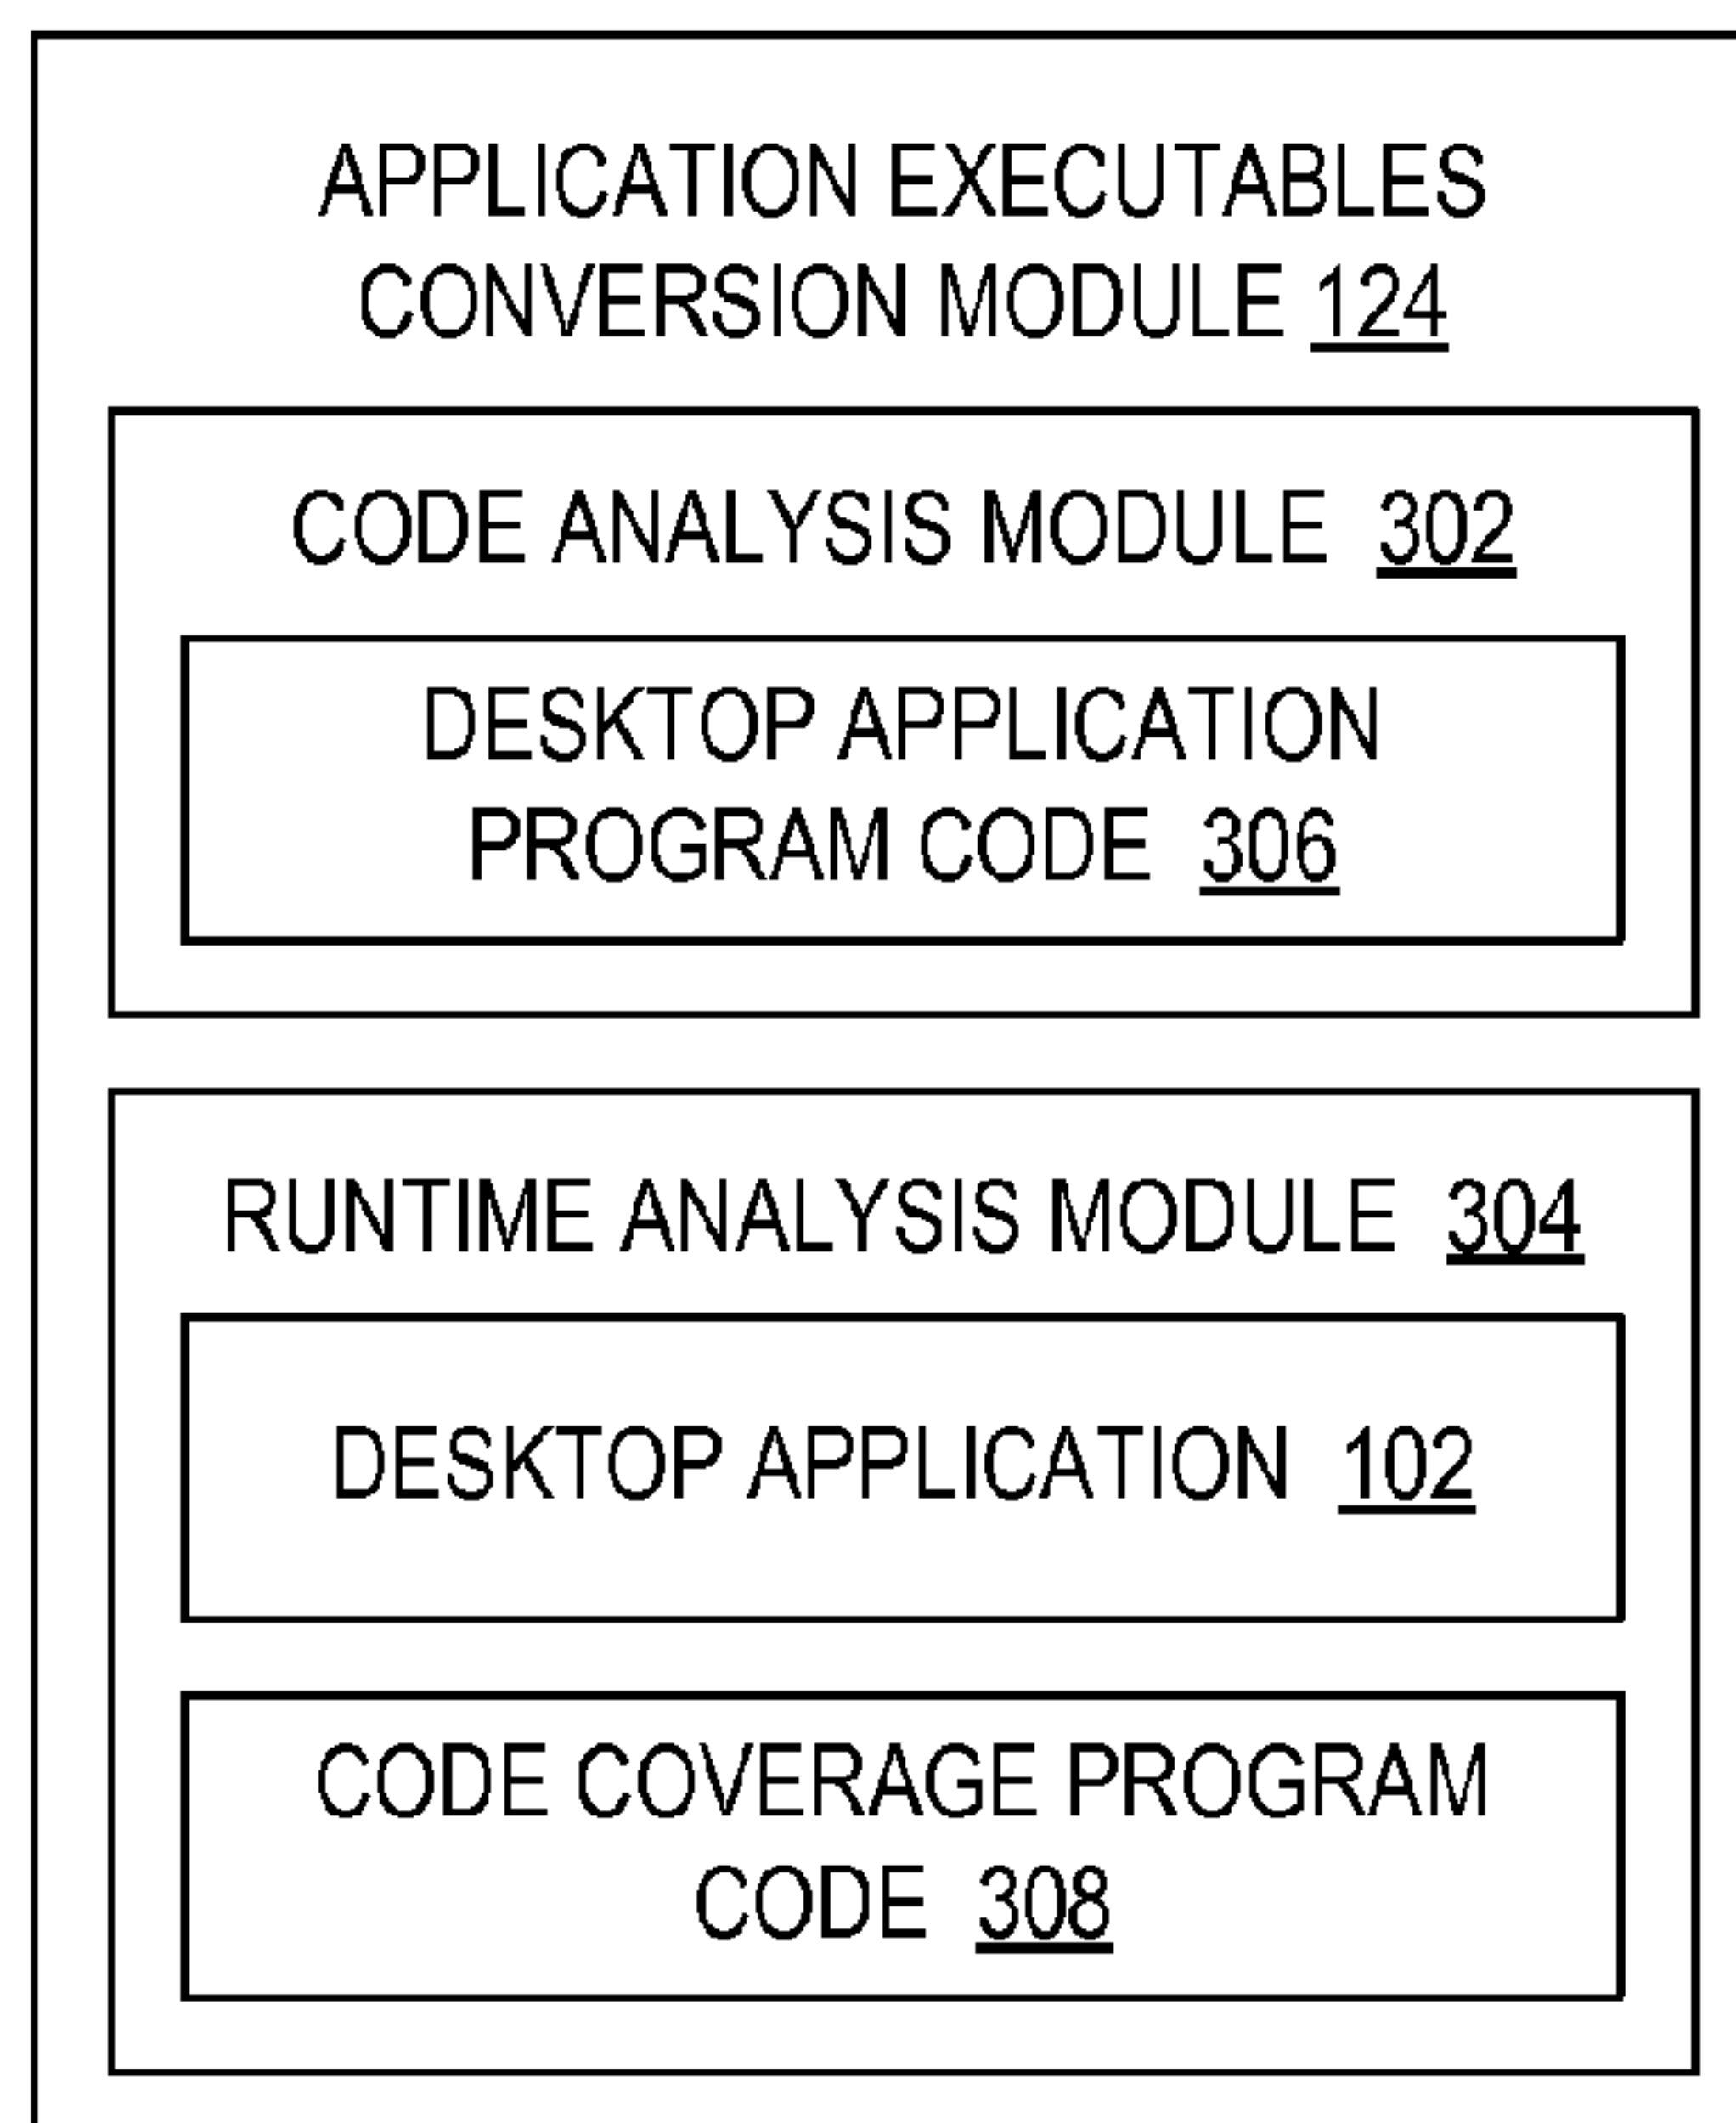 APPLICATION EXECUTABLES
CONVERSION MODULE 124
CODE ANALYSIS MODULE 302
DESKTOP APPLICATION
PROGRAM CODE 306
RUNTIME ANALYSIS MODULE 304
DESKTOP APPLICATION 102
CODE COVERAGE PROGRAM
CODE 308